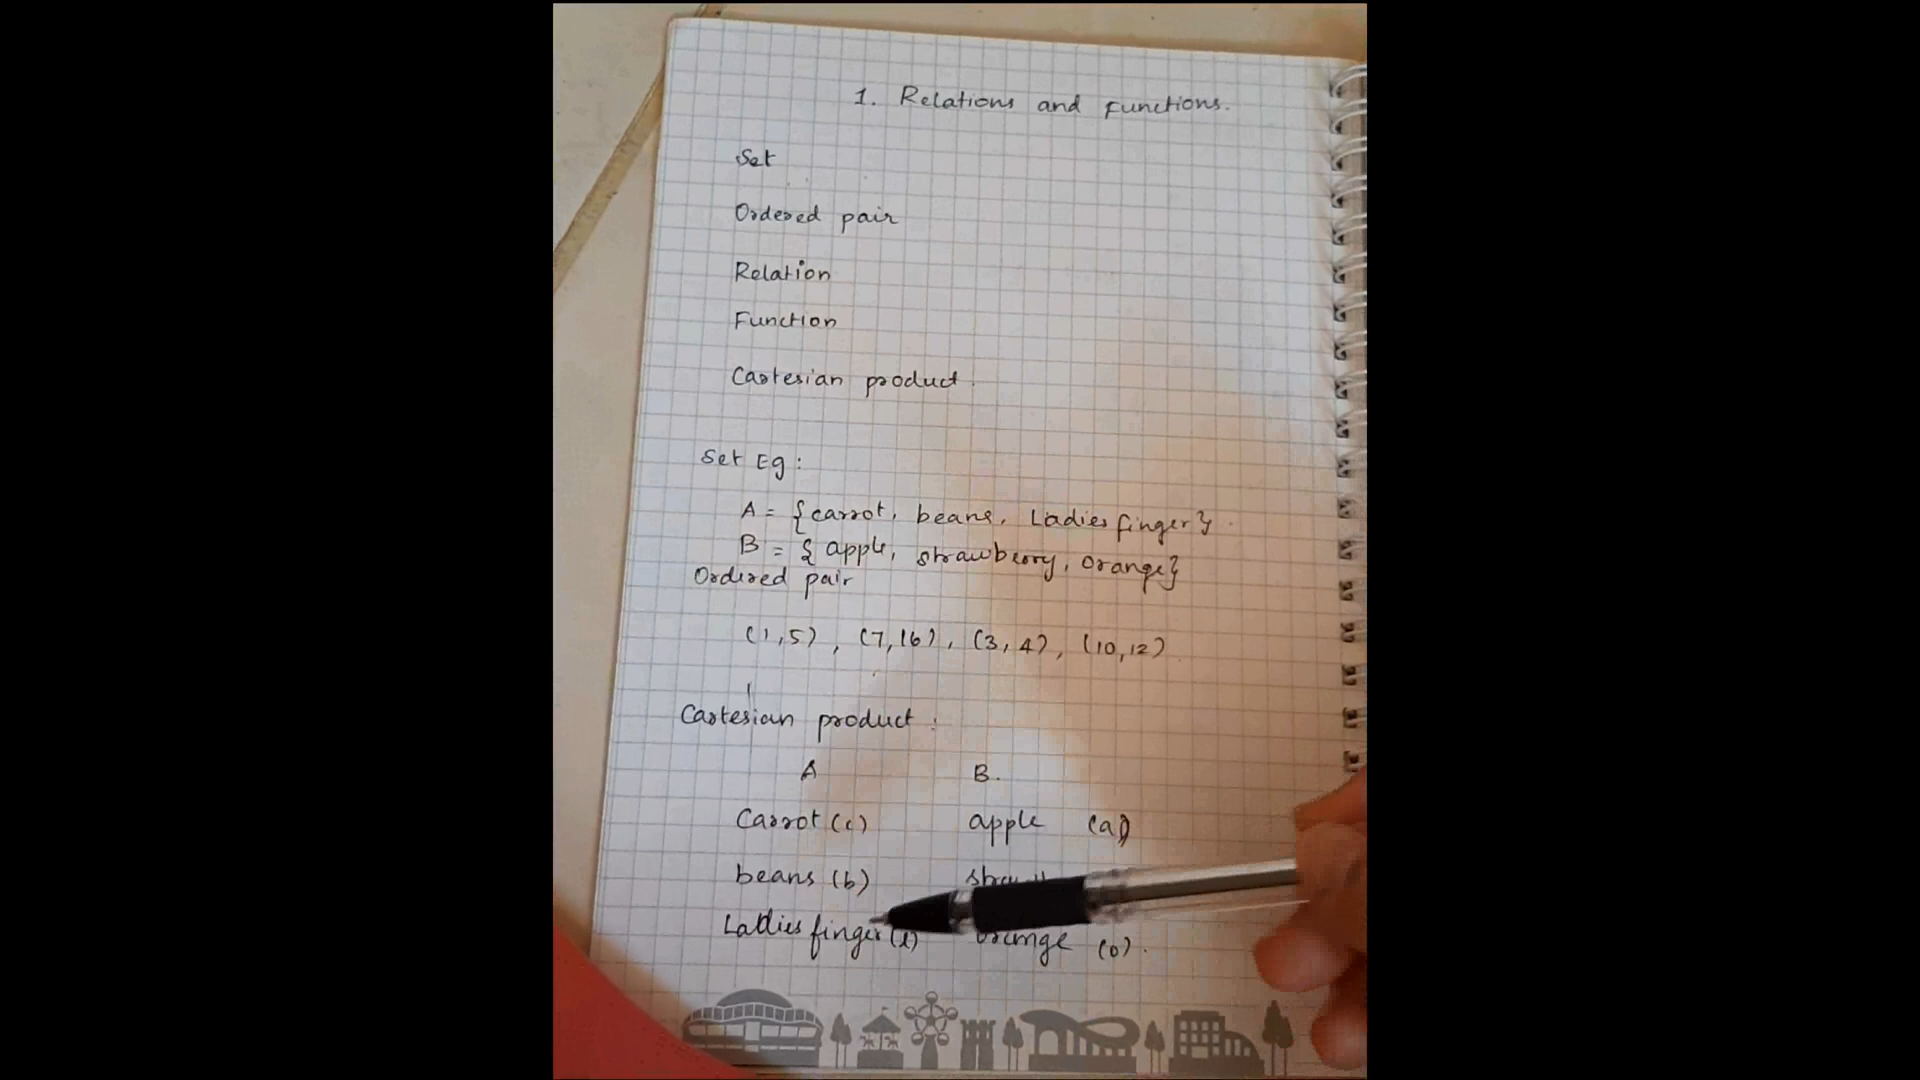 1. Relations and Functions.
Set
Ordered pair
Relation
Function
Cartesian product.
Set Eg:
A = {carrot, beans, Ladies finger}.
B = {apple, strawberry, orange}
Ordered pair
(1,5), (7,16), (3,4), (10,12)
Cartesian product:
A B.
Carrot (c) apple (a)
beans (b)
Ladies finger (l) orange (o).